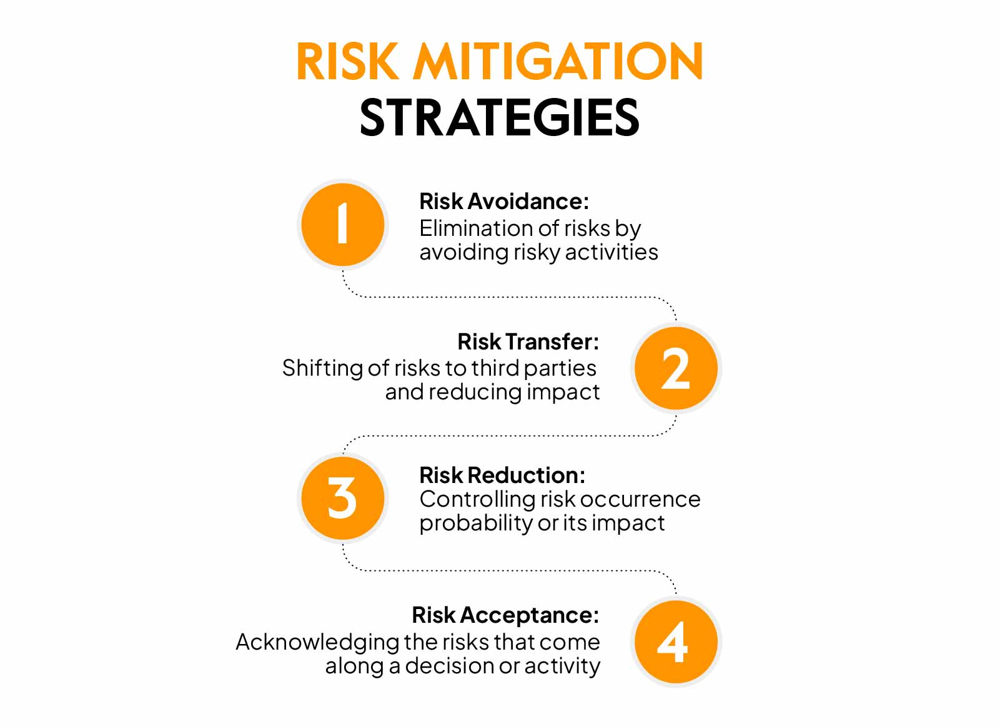 RISK MITIGATION
STRATEGIES
1
Risk Avoidance:
Elimination of risks by
avoiding risky activities
Risk Transfer:
Shifting of risks to third parties
and reducing impact
2
3
Risk Reduction:
Controlling risk occurrence
probability or its impact
Risk Acceptance:
Acknowledging the risks that come
along a decision or activity
4